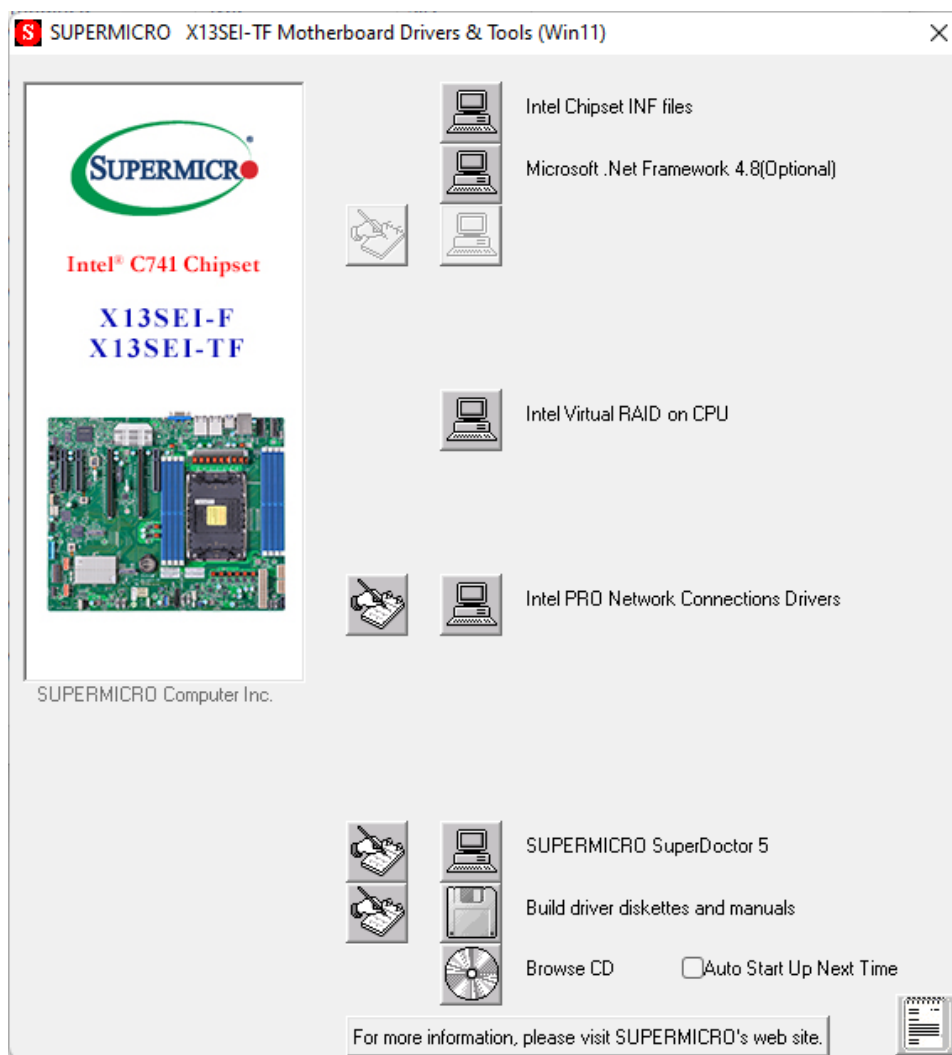 S SUPERMICRO X13SEI-TF Motherboard Drivers & Tools (Win11)
SUPERMICR
Intel® C741 Chipset
X13SEI-F
X13SEI-TF
SUPERMICRO Computer Inc.
Intel Chipset INF files
Microsoft .Net Framework 4.8(Optional)
Intel Virtual RAID on CPU
Intel PRO Network Connections Drivers
SUPERMICRO SuperDoctor 5
Build driver diskettes and manuals
Browse CD Auto Start Up Next Time
For more information, please visit SUPERMICRO's web site.